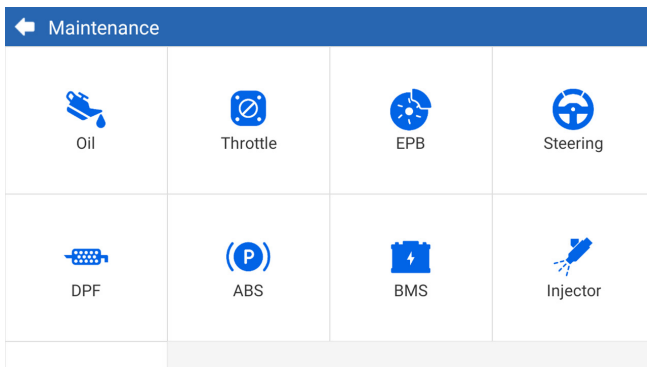 Maintenance
Oil
Throttle
EPB
Steering
DPF
P
ABS
BMS
Injector